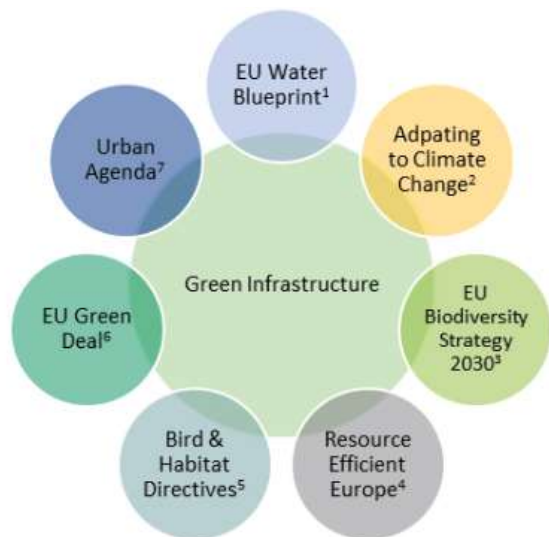 EU Water
Blueprint¹
Adpating
to Climate
Change²
EU
Biodiversity
Strategy
2030³
Resource
Efficient
Europe⁴
Bird &
Habitat
Directives⁵
EU Green
Deal⁶
Urban
Agenda⁷
Green Infrastructure